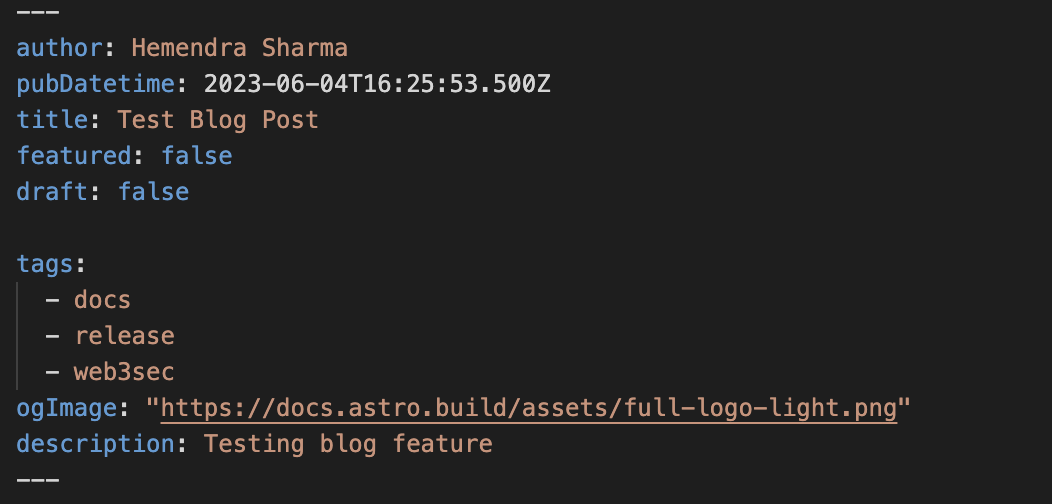 ---
author: Hemendra Sharma
pubDatetime: 2023-06-04T16:25:53.500Z
title: Test Blog Post
featured: false
draft: false
tags:
- docs
- release
- web3sec
ogImage: "https://docs.astro.build/assets/full-logo-light.png"
description: Testing blog feature
---